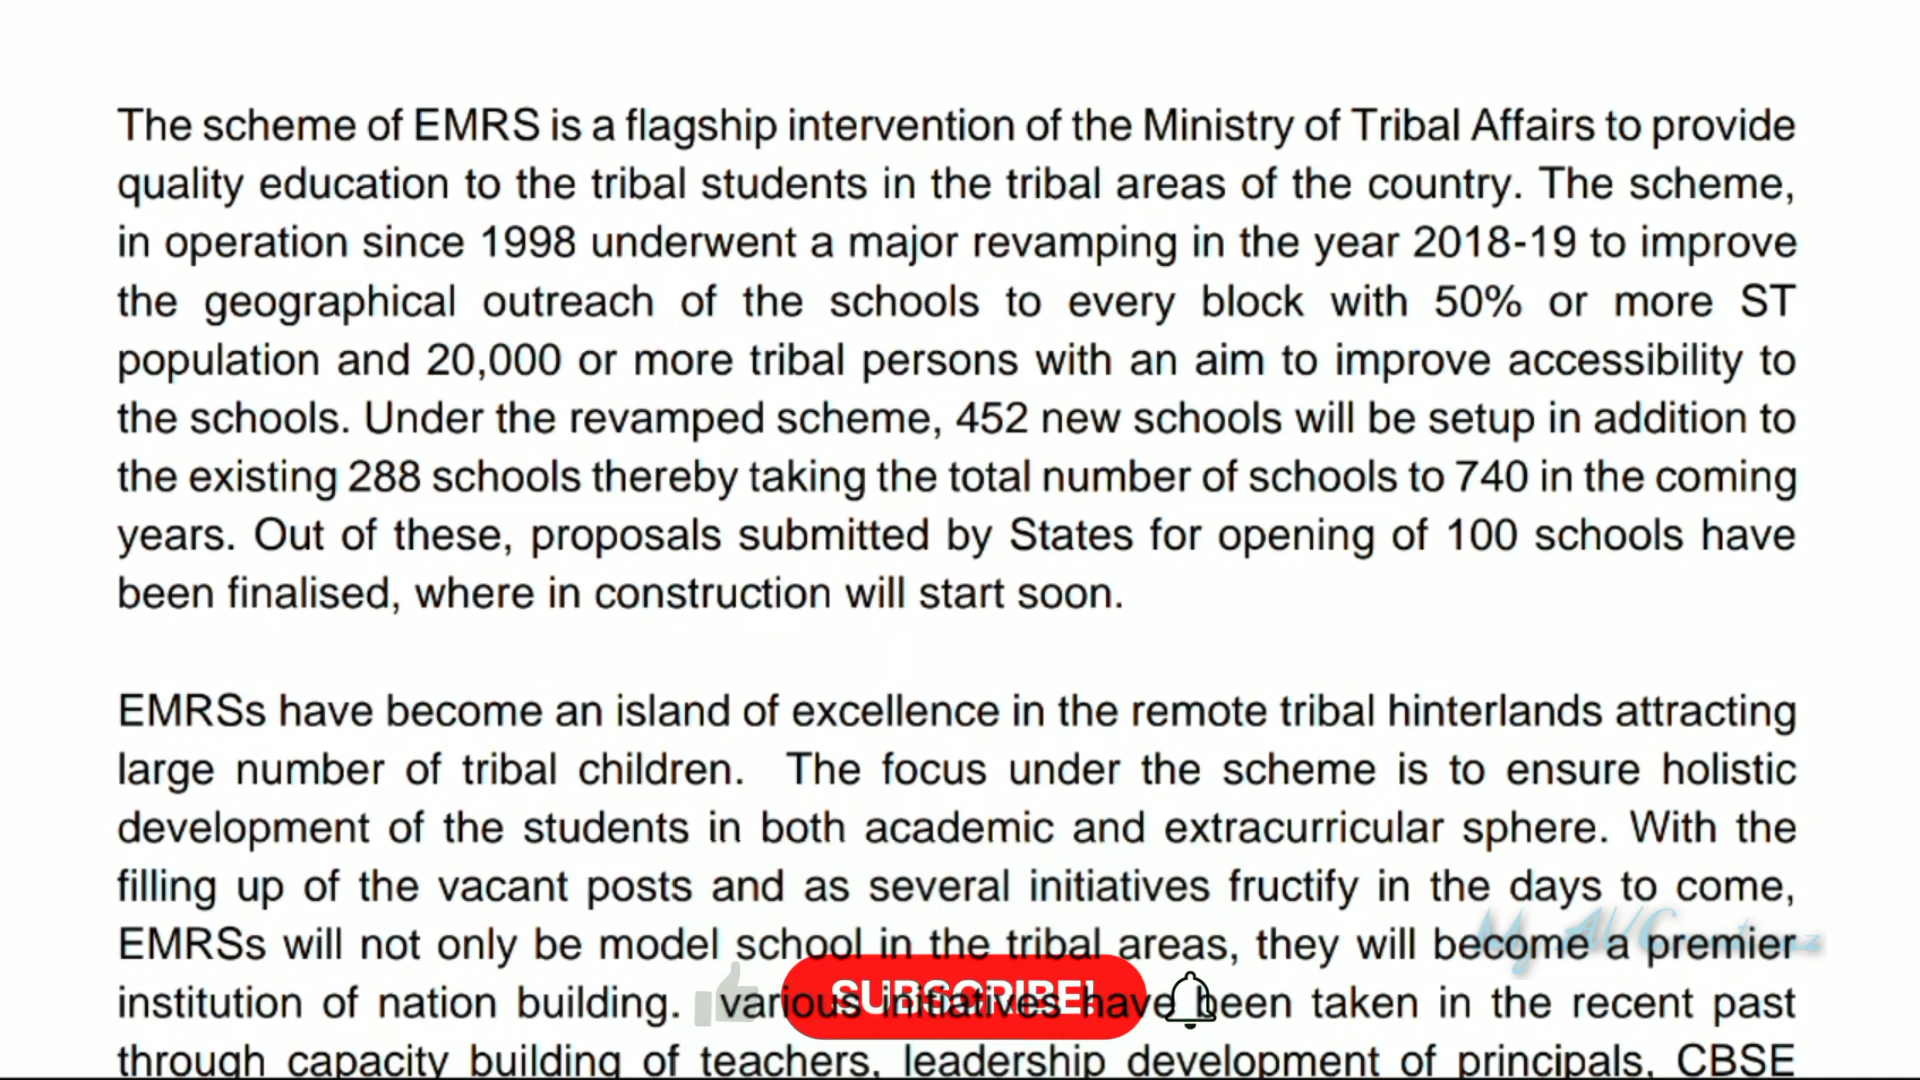 The scheme of EMRS is a flagship intervention of the Ministry of Tribal Affairs to provide
quality education to the tribal students in the tribal areas of the country. The scheme,
in operation since 1998 underwent a major revamping in the year 2018-19 to improve
the geographical outreach of the schools to every block with 50% or more ST
population and 20,000 or more tribal persons with an aim to improve accessibility to
the schools. Under the revamped scheme, 452 new schools will be setup in addition to
the existing 288 schools thereby taking the total number of schools to 740 in the coming
years. Out of these, proposals submitted by States for opening of 100 schools have
been finalised, where in construction will start soon.
EMRSs have become an island of excellence in the remote tribal hinterlands attracting
large number of tribal children. The focus under the scheme is to ensure holistic
development of the students in both academic and extracurricular sphere. With the
filling up of the vacant posts and as several initiatives fructify in the days to come,
EMRSs will not only be model school in the tribal areas, they will become a premier
institution of nation building. various initiatives have been taken in the recent past
SUBSCRIBE!
through capacity building of teachers, leadership development of principals, CBSE